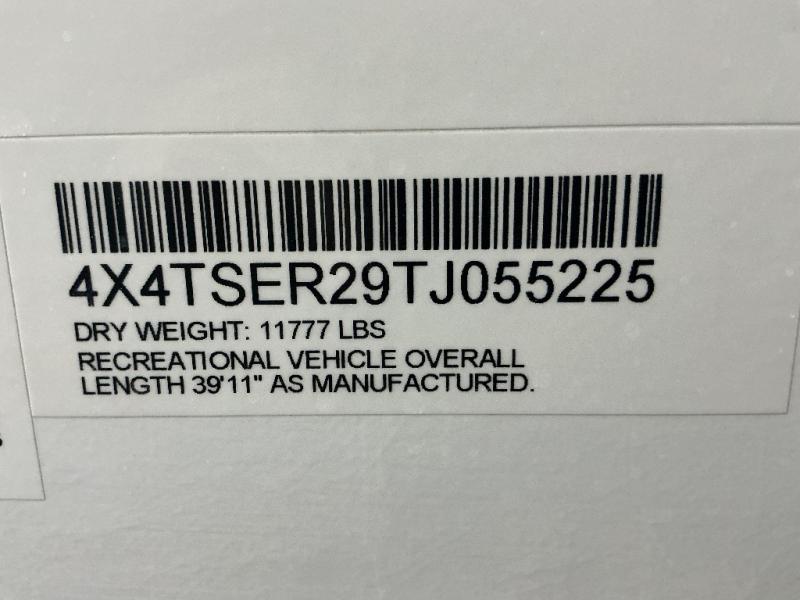 4X4TSER29TJ055225
DRY WEIGHT: 11777 LBS
RECREATIONAL VEHICLE OVERALL
LENGTH 39'11" AS MANUFACTURED.